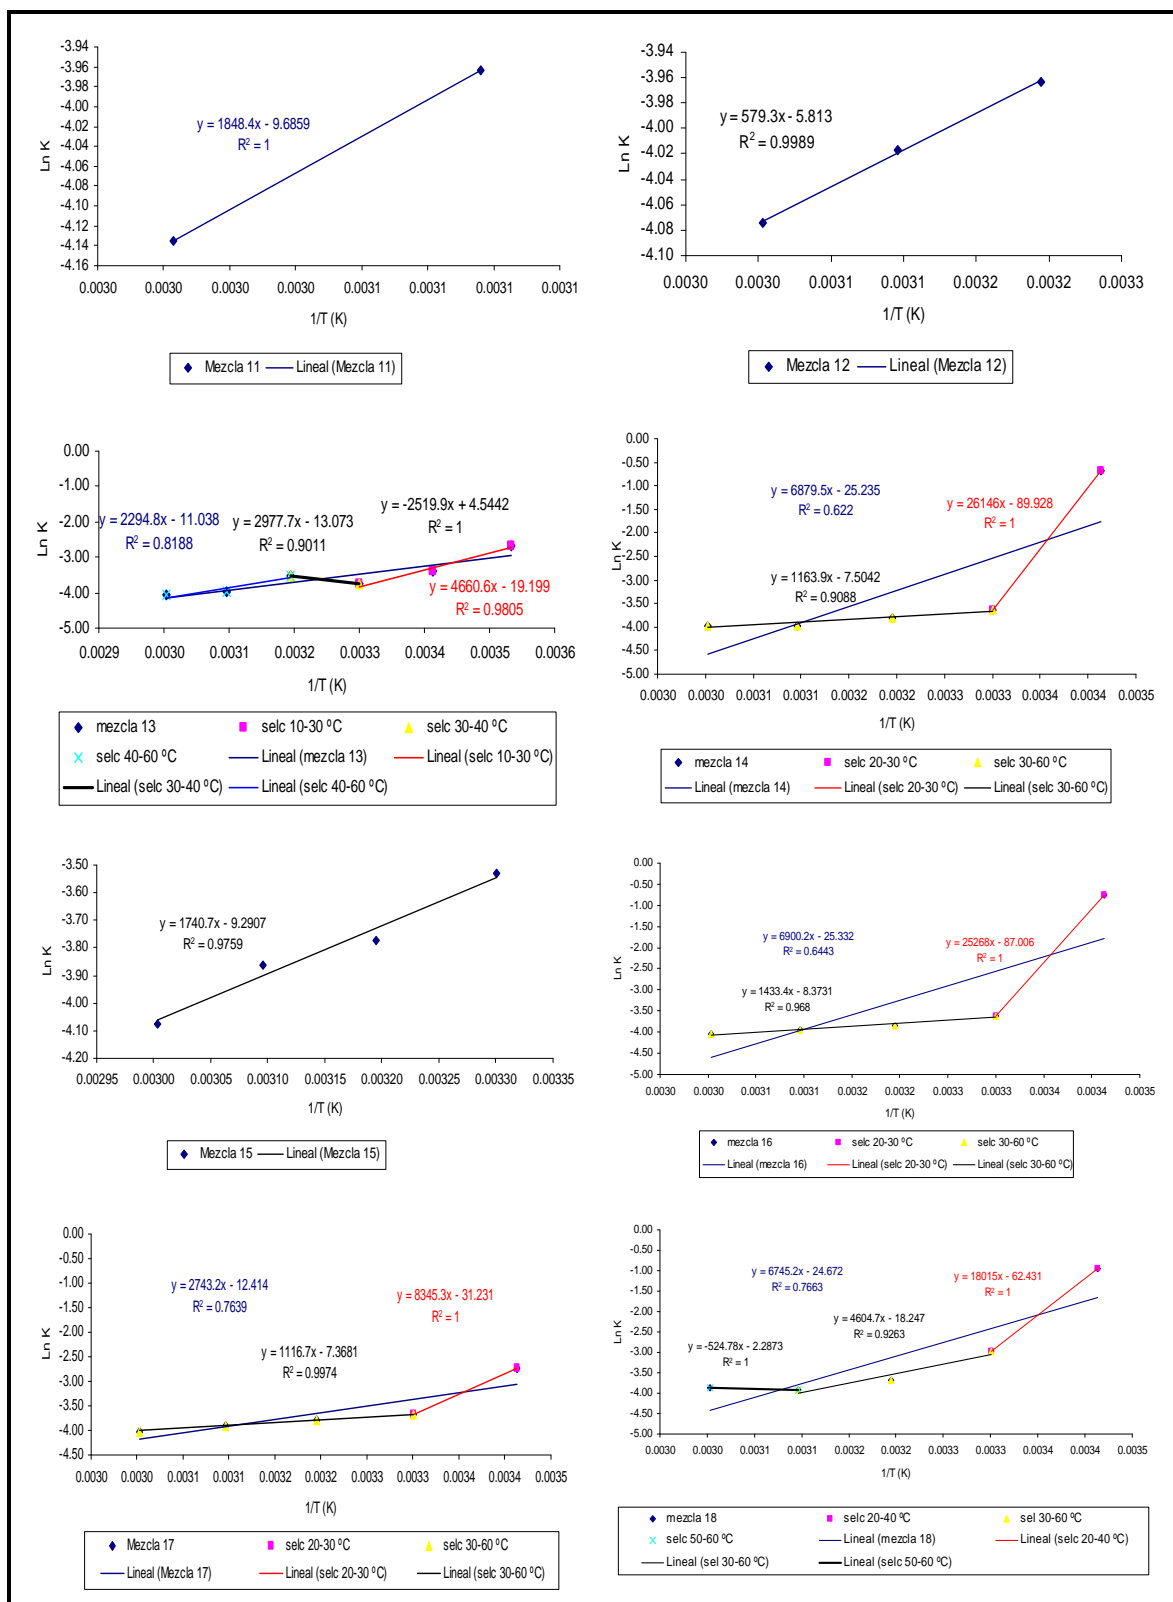 -3.94
-3.96
-3.98
-4.00
-4.02
-4.04
-4.06
-4.08
-4.10
-4.12
-4.14
-4.16
Ln K
y = 1848.4x - 9.6859
R² = 1
0.0030 0.0030 0.0030 0.0030 0.0031 0.0031 0.0031
1/T (K)
Mezcla 11 Lineal (Mezcla 11)
-3.94
-3.96
-3.98
-4.00
-4.02
-4.04
-4.06
-4.08
-4.10
Ln K
y = 579.3x - 5.813
R² = 0.9989
0.0030 0.0030 0.0031 0.0031 0.0032 0.0032 0.0033
1/T (K)
Mezcla 12 Lineal (Mezcla 12)
0.00
-1.00
-2.00
-3.00
-4.00
-5.00
Ln K
y = -2519.9x + 4.5442
R² = 1
y = 2294.8x - 11.038
R² = 0.8188
y = 2977.7x - 13.073
R² = 0.9011
y = 4660.6x - 19.199
R² = 0.9805
0.0029 0.0030 0.0031 0.0032 0.0033 0.0034 0.0035 0.0036
1/T (K)
mezcla 13 selc 10-30 ºC selc 30-40 ºC
selc 40-60 ºC Lineal (mezcla 13) Lineal (selc 10-30 ºC)
Lineal (selc 30-40 ºC) Lineal (selc 40-60 ºC)
0.00
-0.50
-1.00
-1.50
-2.00
-2.50
-3.00
-3.50
-4.00
-4.50
-5.00
Ln K
y = 6879.5x - 25.235
R² = 0.622
y = 26146x - 89.928
R² = 1
y = 1163.9x - 7.5042
R² = 0.9088
0.0030 0.0030 0.0031 0.0031 0.0032 0.0032 0.0033 0.0033 0.0034 0.0034 0.0035
1/T (K)
mezcla 14 selc 20-30 ºC selc 30-60 ºC
Lineal (mezcla 14) Lineal (selc 20-30 ºC) Lineal (selc 30-60 ºC)
-3.50
-3.60
-3.70
-3.80
-3.90
-4.00
-4.10
-4.20
Ln K
y = 1740.7x - 9.2907
R² = 0.9759
0.00295 0.00300 0.00305 0.00310 0.00315 0.00320 0.00325 0.00330 0.00335
1/T (K)
Mezcla 15 Lineal (Mezcla 15)
0.00
-0.50
-1.00
-1.50
-2.00
-2.50
-3.00
-3.50
-4.00
-4.50
-5.00
Ln K
y = 6900.2x - 25.332
R² = 0.6443
y = 25268x - 87.006
R² = 1
y = 1433.4x - 8.3731
R² = 0.968
0.0030 0.0030 0.0031 0.0031 0.0032 0.0032 0.0033 0.0033 0.0034 0.0034 0.0035
1/T (K)
mezcla 16 selc 20-30 ºC selc 30-60 ºC
Lineal (mezcla 16) Lineal (selc 20-30 ºC) Lineal (selc 30-60 ºC)
0.00
-0.50
-1.00
-1.50
-2.00
-2.50
-3.00
-3.50
-4.00
-4.50
Ln K
y = 2743.2x - 12.414
R² = 0.7639
y = 8345.3x - 31.231
R² = 1
y = 1116.7x - 7.3681
R² = 0.9974
0.0030 0.0030 0.0031 0.0031 0.0032 0.0032 0.0033 0.0033 0.0034 0.0034 0.0035
1/T (K)
Mezcla 17 selc 20-30 ºC selc 30-60 ºC
Lineal (Mezcla 17) Lineal (selc 20-30 ºC) Lineal (selc 30-60 ºC)
0.00
-0.50
-1.00
-1.50
-2.00
-2.50
-3.00
-3.50
-4.00
-4.50
-5.00
Ln K
y = 6745.2x - 24.672
R² = 0.7663
y = 18015x - 62.431
R² = 1
y = 4604.7x - 18.247
R² = 0.9263
y = -524.78x - 2.2873
R² = 1
0.0030 0.0030 0.0031 0.0031 0.0032 0.0032 0.0033 0.0033 0.0034 0.0034 0.0035
1/T (K)
mezcla 18 selc 20-40 ºC sel 30-60 ºC
selc 50-60 ºC Lineal (mezcla 18) Lineal (selc 20-40 ºC)
Lineal (sel 30-60 ºC) Lineal (selc 50-60 ºC)